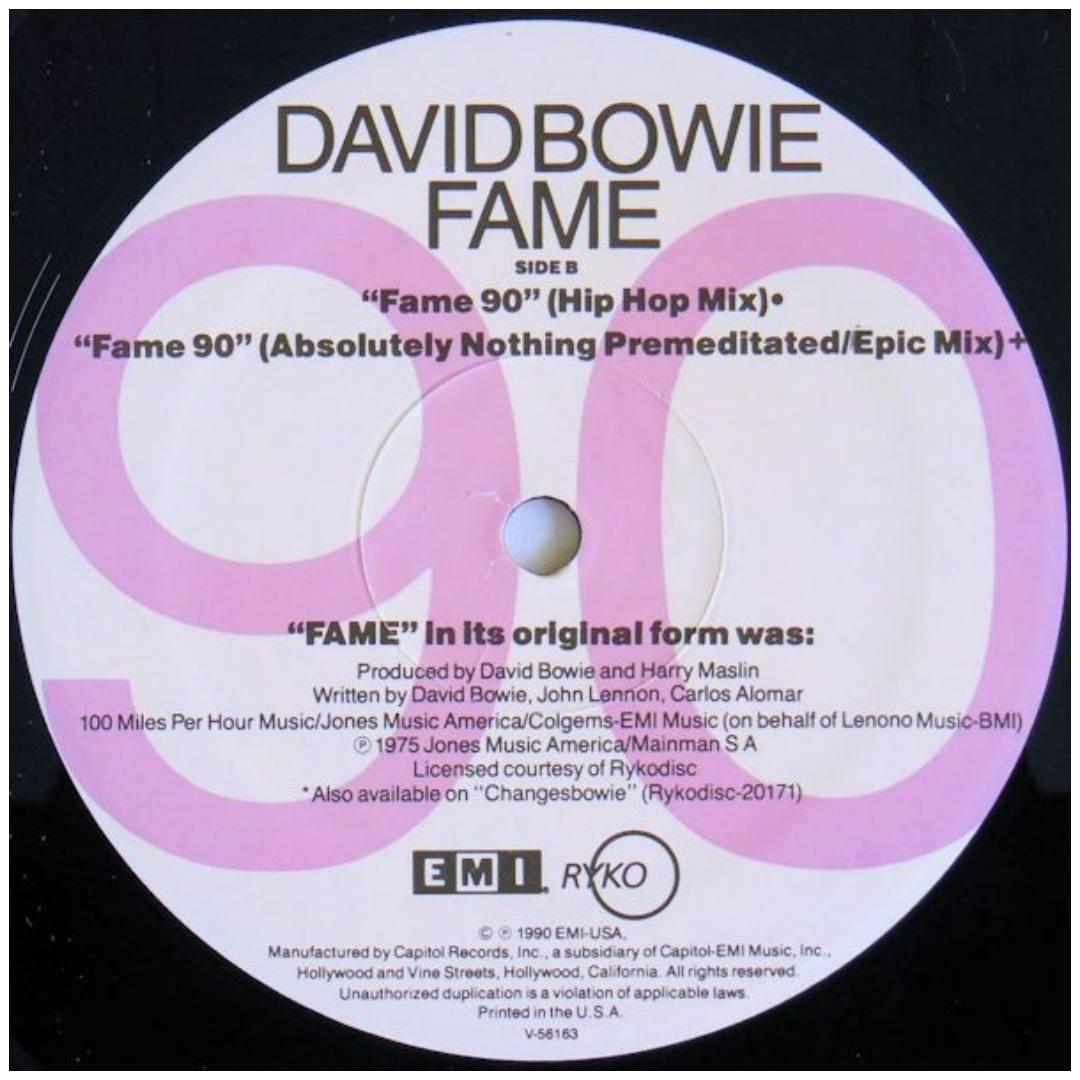 DAVID BOWIE
FAME
90
SIDE B
“Fame 90” (Hip Hop Mix)•
“Fame 90” (Absolutely Nothing Premeditated/Epic Mix)+
“FAME” in its original form was:
Produced by David Bowie and Harry Maslin
Written by David Bowie, John Lennon, Carlos Alomar
100 Miles Per Hour Music/Jones Music America/Colgems-EMI Music (on behalf of Lenono Music-BMI)
℗ 1975 Jones Music America/Mainman S A
Licensed courtesy of Rykodisc
*Also available on “Changesbowie” (Rykodisc-20171)
EMI. RYKO
© ℗ 1990 EMI-USA,
Manufactured by Capitol Records, Inc., a subsidiary of Capitol-EMI Music, Inc.,
Hollywood and Vine Streets, Hollywood, California. All rights reserved.
Unauthorized duplication is a violation of applicable laws.
Printed in the U.S.A.
V-56163